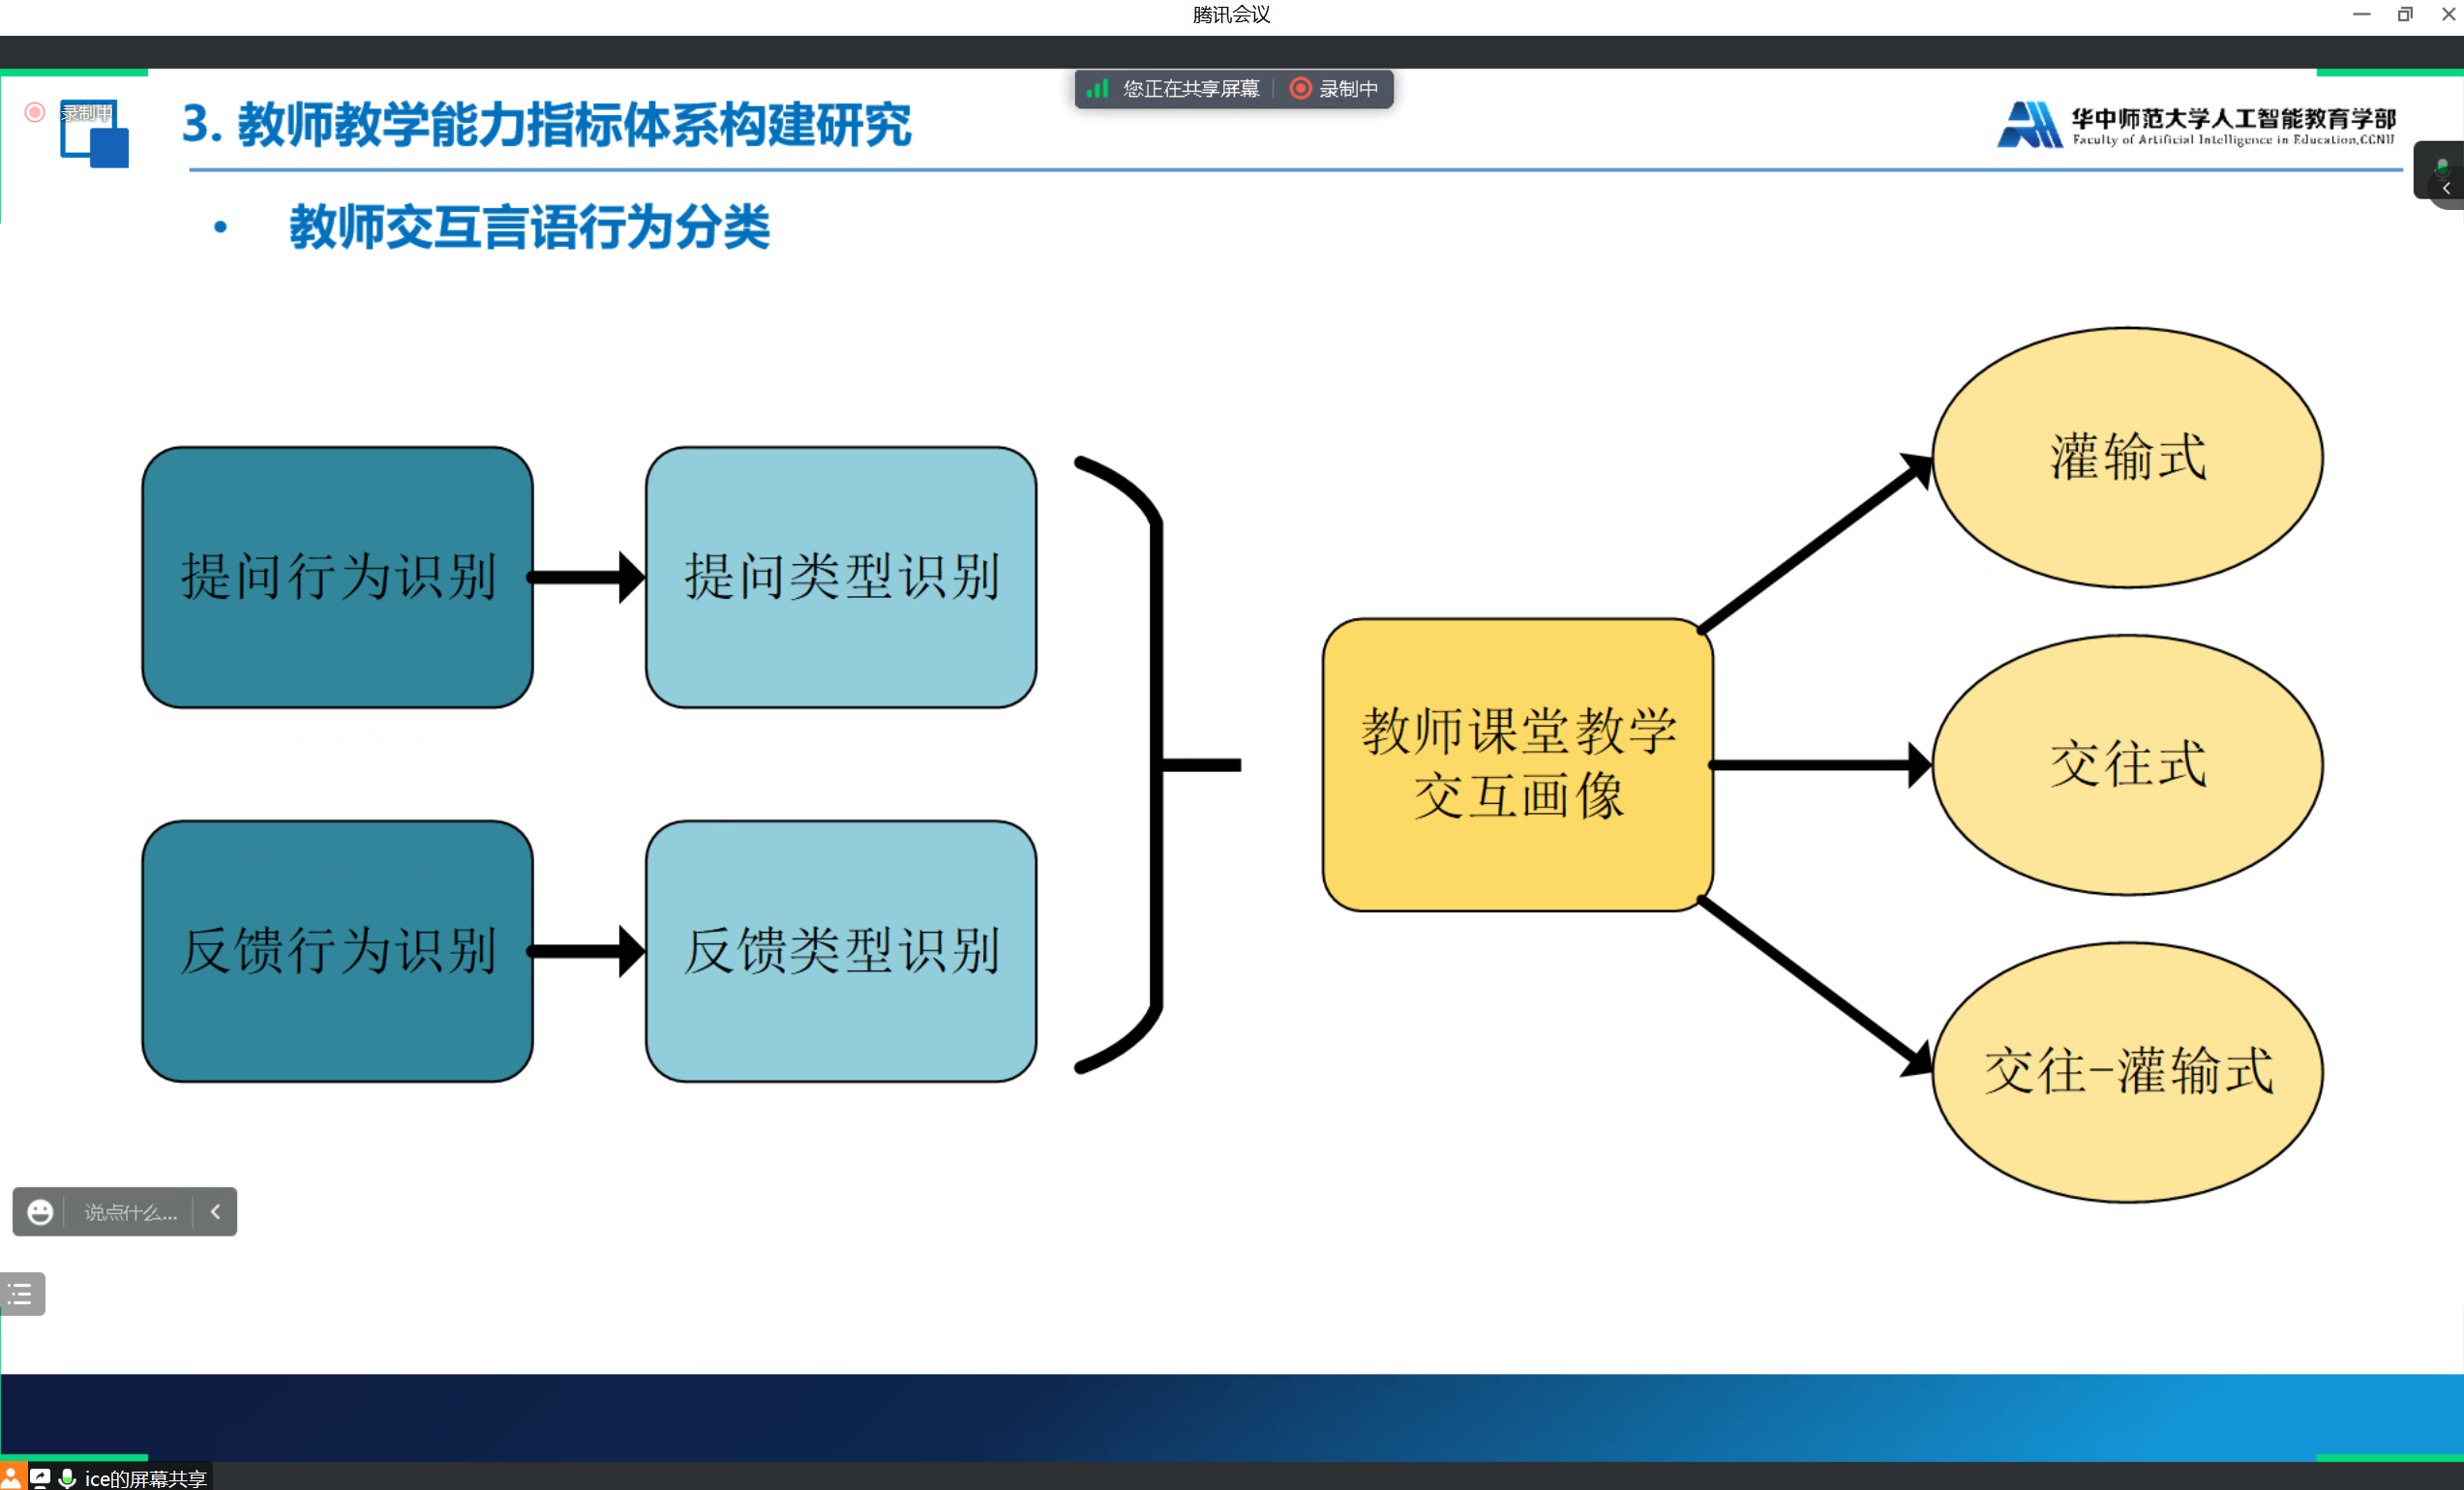 腾讯会议
您正在共享屏幕
录制中
录制中
3. 教师教学能力指标体系构建研究
华中师范大学人工智能教育学部
Faculty of Artificial Intelligence in Education,CCNU
• 教师交互言语行为分类
提问行为识别
提问类型识别
反馈行为识别
反馈类型识别
教师课堂教学
交互画像
灌输式
交往式
交往-灌输式
说点什么...
ice的屏幕共享